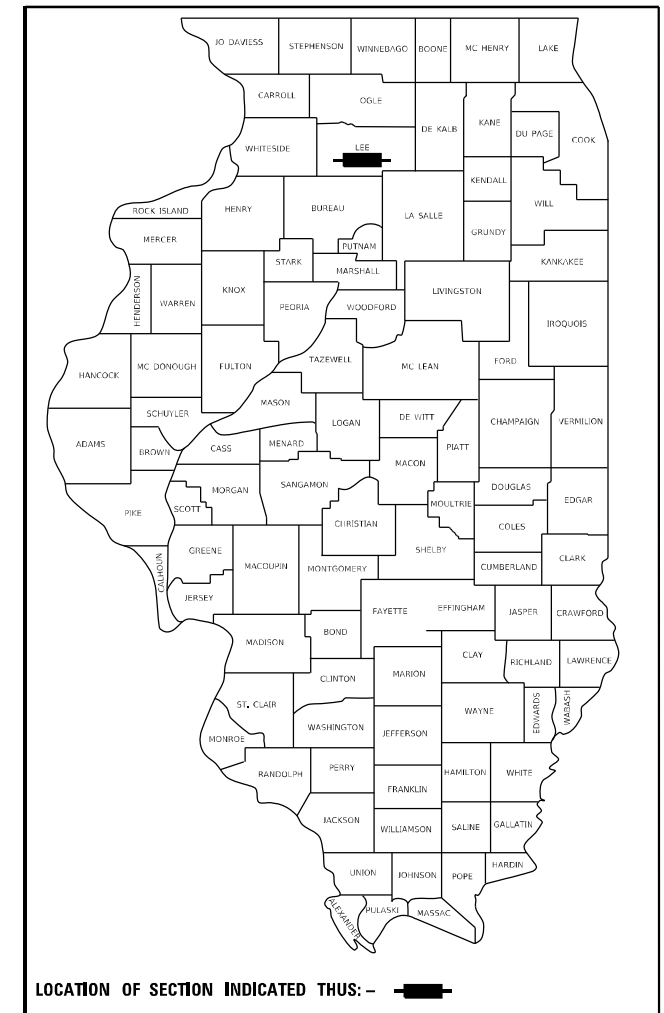 JO DAVIESS
STEPHENSON
WINNEBAGO
BOONE
MC HENRY
LAKE
CARROLL
OGLE
DE KALB
KANE
DU PAGE
COOK
WHITESIDE
LEE
KENDALL
WILL
ROCK ISLAND
HENRY
BUREAU
LA SALLE
GRUNDY
MERCER
PUTNAM
STARK
MARSHALL
KANKAKEE
HENDERSON
WARREN
KNOX
PEORIA
WOODFORD
LIVINGSTON
IROQUOIS
HANCOCK
MC DONOUGH
FULTON
TAZEWELL
MC LEAN
FORD
SCHUYLER
MASON
LOGAN
DE WITT
CHAMPAIGN
VERMILION
ADAMS
BROWN
CASS
MENARD
PIATT
MACON
PIKE
SCOTT
MORGAN
SANGAMON
MOULTRIE
DOUGLAS
EDGAR
CHRISTIAN
COLES
CALHOUN
GREENE
MACOUPIN
MONTGOMERY
SHELBY
CUMBERLAND
CLARK
JERSEY
FAYETTE
EFFINGHAM
JASPER
CRAWFORD
MADISON
BOND
CLAY
RICHLAND
LAWRENCE
CLINTON
MARION
ST. CLAIR
WAYNE
EDWARDS
WABASH
MONROE
WASHINGTON
JEFFERSON
RANDOLPH
PERRY
HAMILTON
WHITE
FRANKLIN
JACKSON
WILLIAMSON
SALINE
GALLATIN
UNION
JOHNSON
POPE
HARDIN
ALEXANDER
PULASKI
MASSAC
LOCATION OF SECTION INDICATED THUS: –